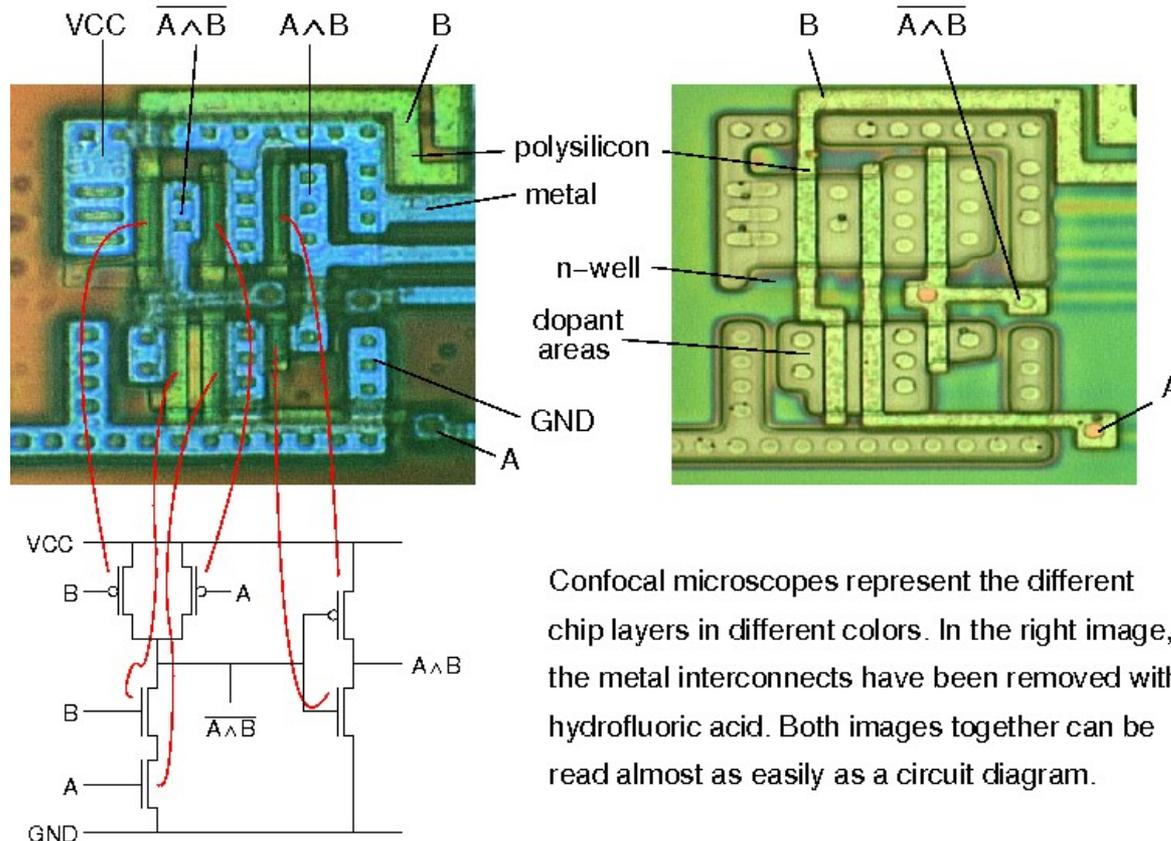 VCC
A∧B
A∧B
B
B
A∧B
polysilicon
metal
n–well
dopant
areas
GND
A
A
VCC
B
A
A∧B
B
A∧B
A
GND
Confocal microscopes represent the different
chip layers in different colors. In the right image,
the metal interconnects have been removed with
hydrofluoric acid. Both images together can be
read almost as easily as a circuit diagram.